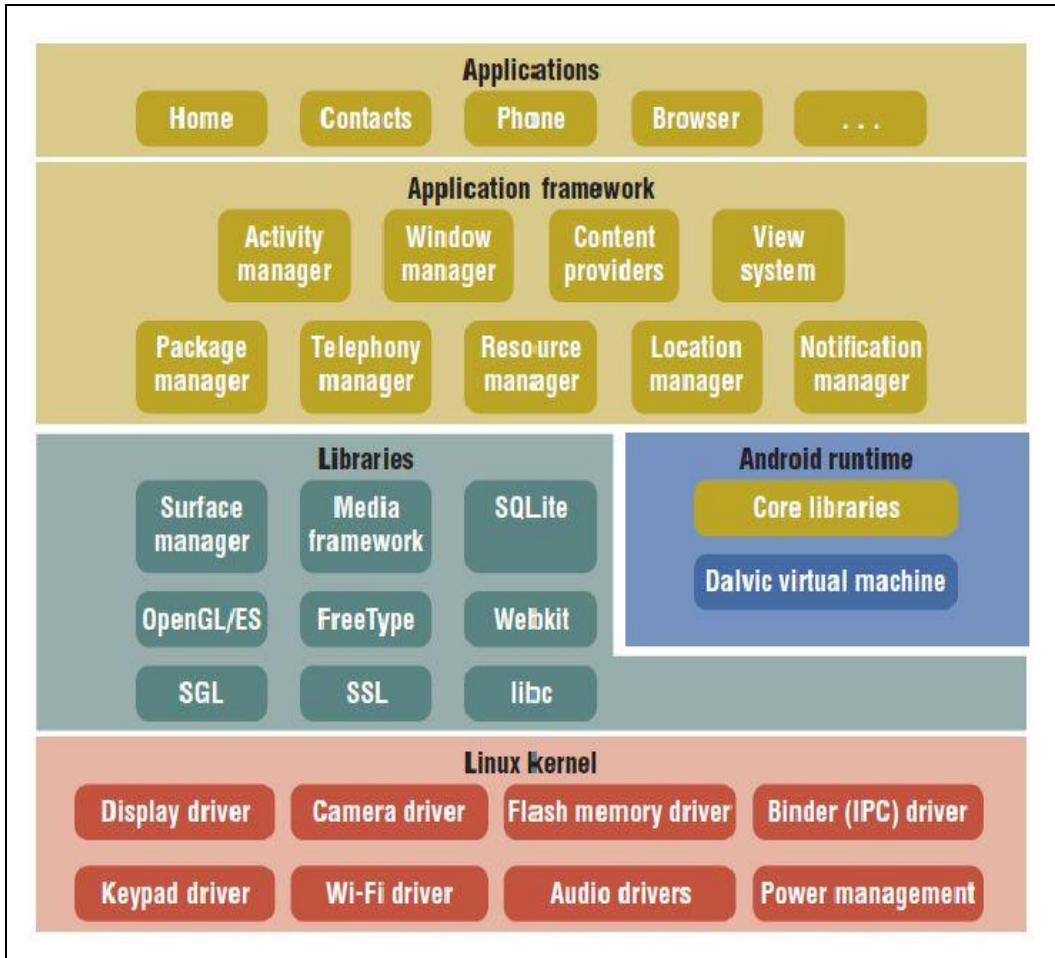 Applications
Home Contacts Phone Browser . . .
Application framework
Activity manager
Window manager
Content providers
View system
Package manager
Telephony manager
Resource manager
Location manager
Notification manager
Libraries
Surface manager
Media framework
SQLite
OpenGL/ES FreeType Webkit
SGL SSL libc
Android runtime
Core libraries
Dalvic virtual machine
Linux kernel
Display driver Camera driver Flash memory driver Binder (IPC) driver
Keypad driver Wi-Fi driver Audio drivers Power management